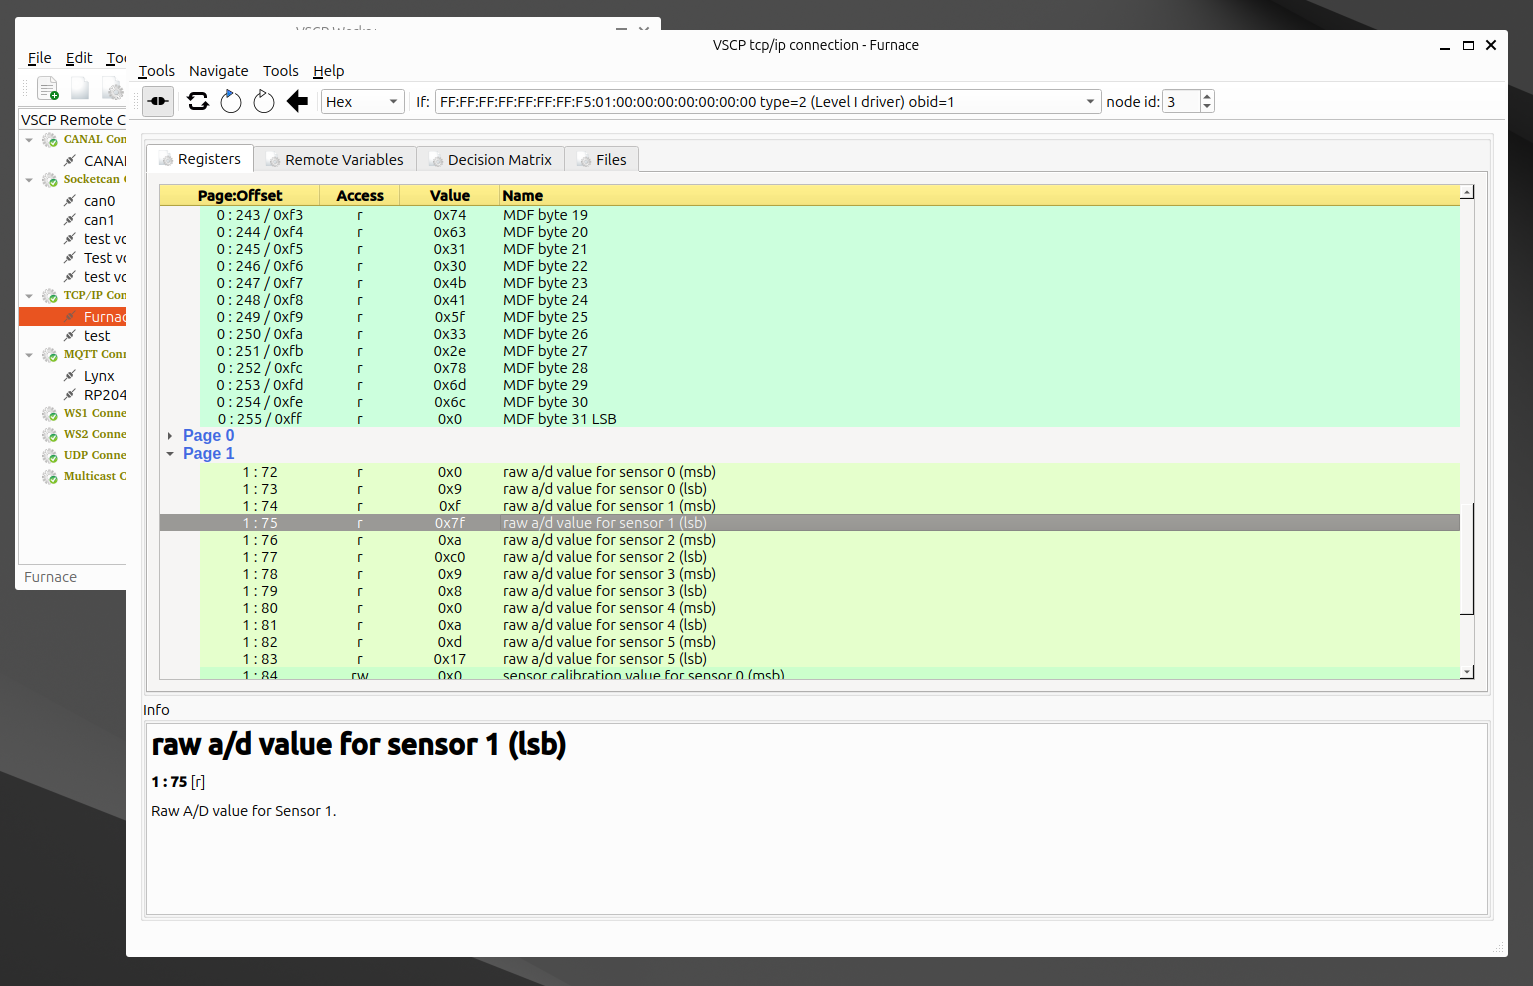 VSCP tcp/ip connection - Furnace
File Edit
Tools Navigate Tools Help
Hex If: FF:FF:FF:FF:FF:FF:FF:F5:01:00:00:00:00:00:00:00 type=2 (Level I driver) obid=1 node id: 3
VSCP Remote C
CANAL Con
CANAL
Socketcan
can0
can1
test vc
Test vc
test vc
TCP/IP Con
Furnac
test
MQTT Con
Lynx
RP204
WS1 Conne
WS2 Conne
UDP Conne
Multicast C
Furnace
Registers Remote Variables Decision Matrix Files
Page:Offset Access Value Name
0 : 243 / 0xf3 r 0x74 MDF byte 19
0 : 244 / 0xf4 r 0x63 MDF byte 20
0 : 245 / 0xf5 r 0x31 MDF byte 21
0 : 246 / 0xf6 r 0x30 MDF byte 22
0 : 247 / 0xf7 r 0x4b MDF byte 23
0 : 248 / 0xf8 r 0x41 MDF byte 24
0 : 249 / 0xf9 r 0x5f MDF byte 25
0 : 250 / 0xfa r 0x33 MDF byte 26
0 : 251 / 0xfb r 0x2e MDF byte 27
0 : 252 / 0xfc r 0x78 MDF byte 28
0 : 253 / 0xfd r 0x6d MDF byte 29
0 : 254 / 0xfe r 0x6c MDF byte 30
0 : 255 / 0xff r 0x0 MDF byte 31 LSB
Page 0
Page 1
1 : 72 r 0x0 raw a/d value for sensor 0 (msb)
1 : 73 r 0x9 raw a/d value for sensor 0 (lsb)
1 : 74 r 0xf raw a/d value for sensor 1 (msb)
1 : 75 r 0x7f raw a/d value for sensor 1 (lsb)
1 : 76 r 0xa raw a/d value for sensor 2 (msb)
1 : 77 r 0xc0 raw a/d value for sensor 2 (lsb)
1 : 78 r 0x9 raw a/d value for sensor 3 (msb)
1 : 79 r 0x8 raw a/d value for sensor 3 (lsb)
1 : 80 r 0x0 raw a/d value for sensor 4 (msb)
1 : 81 r 0xa raw a/d value for sensor 4 (lsb)
1 : 82 r 0xd raw a/d value for sensor 5 (msb)
1 : 83 r 0x17 raw a/d value for sensor 5 (lsb)
1 : 84 rw 0x0 sensor calibration value for sensor 0 (msb)
Info
raw a/d value for sensor 1 (lsb)
1 : 75 [r]
Raw A/D value for Sensor 1.